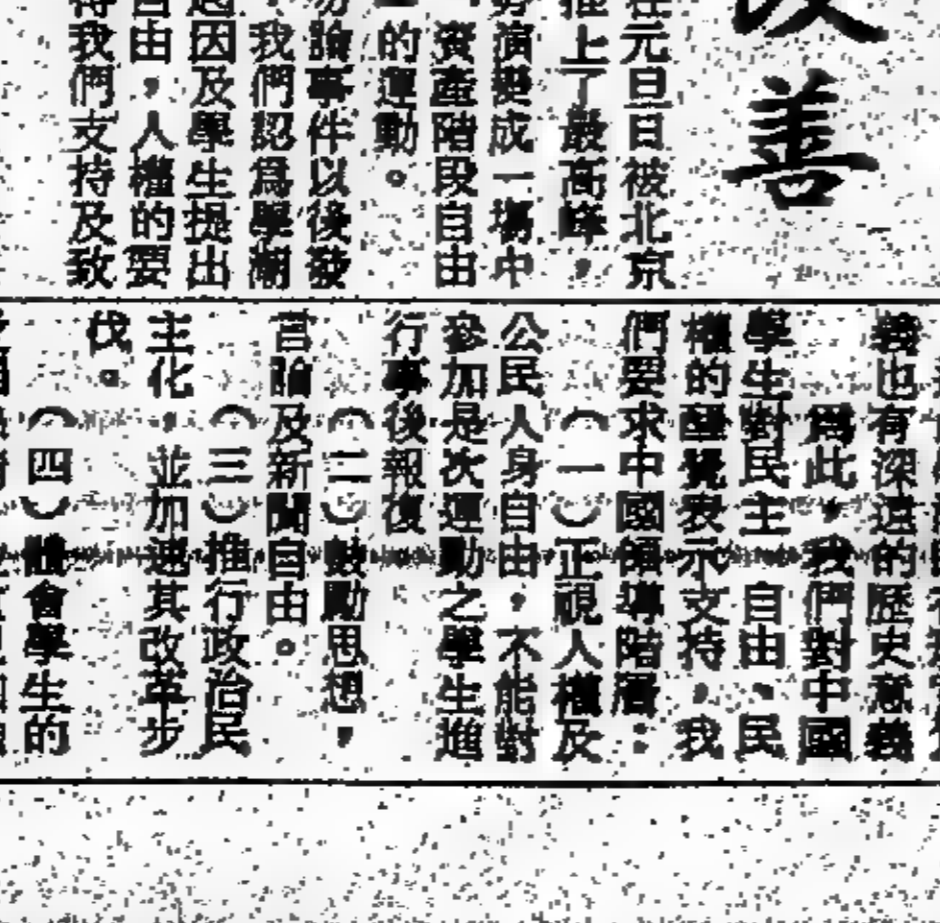 善
元旦日被北京
上了最高峰,
演變成一場中
資產階段自由
的運動。
論事件以後發
我們認爲學潮
因及學生提出
由,人權的要
我們支持及致
也有深遠的歷史意義
爲此,我們對中國
學生對民主、自由、民
權的醒覺表示支持,我
們要求中國領導階層:
(一)正視人權及
公民人身自由,不能對
參加是次運動之學生進
行事後報復
(二)鼓勵思想,
言論及新聞自由。
(三)推行政治民
主化,並加速其改革步
伐。
(四)體會學生的